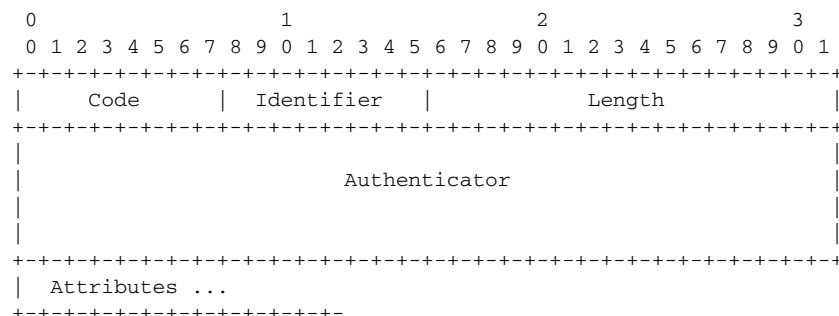 0                   1                   2                   3
 0 1 2 3 4 5 6 7 8 9 0 1 2 3 4 5 6 7 8 9 0 1 2 3 4 5 6 7 8 9 0 1
+-+-+-+-+-+-+-+-+-+-+-+-+-+-+-+-+-+-+-+-+-+-+-+-+-+-+-+-+-+-+-+-+
|     Code      |  Identifier   |            Length             |
+-+-+-+-+-+-+-+-+-+-+-+-+-+-+-+-+-+-+-+-+-+-+-+-+-+-+-+-+-+-+-+-+
|                                                               |
|                         Authenticator                         |
|                                                               |
|                                                               |
+-+-+-+-+-+-+-+-+-+-+-+-+-+-+-+-+-+-+-+-+-+-+-+-+-+-+-+-+-+-+-+-+
|  Attributes ...
+-+-+-+-+-+-+-+-+-+-+-+-+-